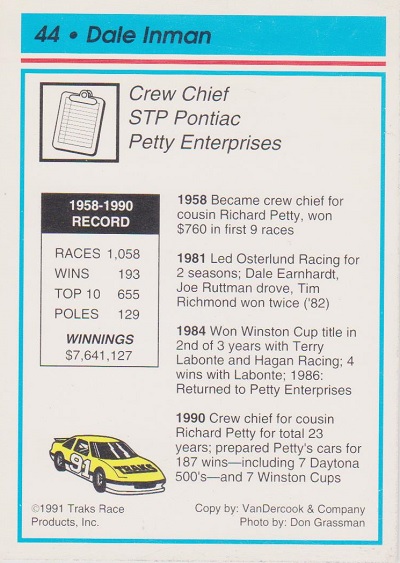 44 • Dale Inman
Crew Chief
STP Pontiac
Petty Enterprises
1958-1990
RECORD
RACES 1,058
WINS 193
TOP 10 655
POLES 129
WINNINGS
$7,641,127
1958 Became crew chief for
cousin Richard Petty, won
$760 in first 9 races
1981 Led Osterlund Racing for
2 seasons; Dale Earnhardt,
Joe Ruttman drove, Tim
Richmond won twice ('82)
1984 Won Winston Cup title in
2nd of 3 years with Terry
Labonte and Hagan Racing; 4
wins with Labonte; 1986:
Returned to Petty Enterprises
1990 Crew chief for cousin
Richard Petty for total 23
years; prepared Petty's cars for
187 wins—including 7 Daytona
500's—and 7 Winston Cups
91
TRAKS
©1991 Traks Race
Products, Inc.
Copy by: VanDercook & Company
Photo by: Don Grassman